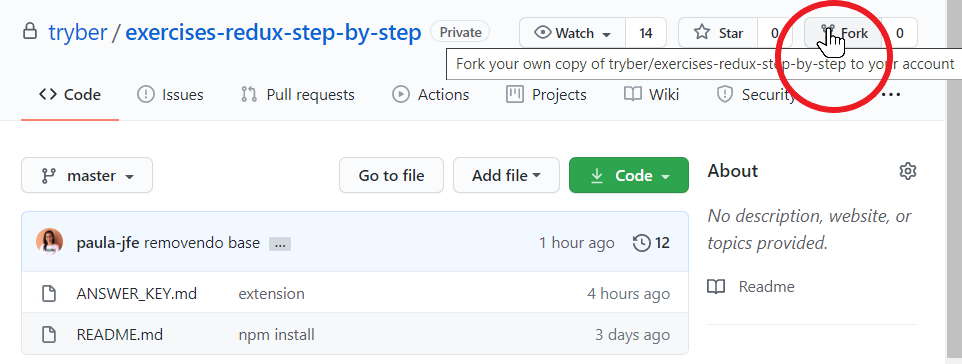 tryber / exercises-redux-step-by-step Private Watch 14 Star 0 Fork 0
Fork your own copy of tryber/exercises-redux-step-by-step to your account
Code Issues Pull requests Actions Projects Wiki Security ...
master Go to file Add file Code
About
No description, website, or topics provided.
paula-jfe removendo base ... 1 hour ago 12
ANSWER_KEY.md extension 4 hours ago
Readme
README.md npm install 3 days ago